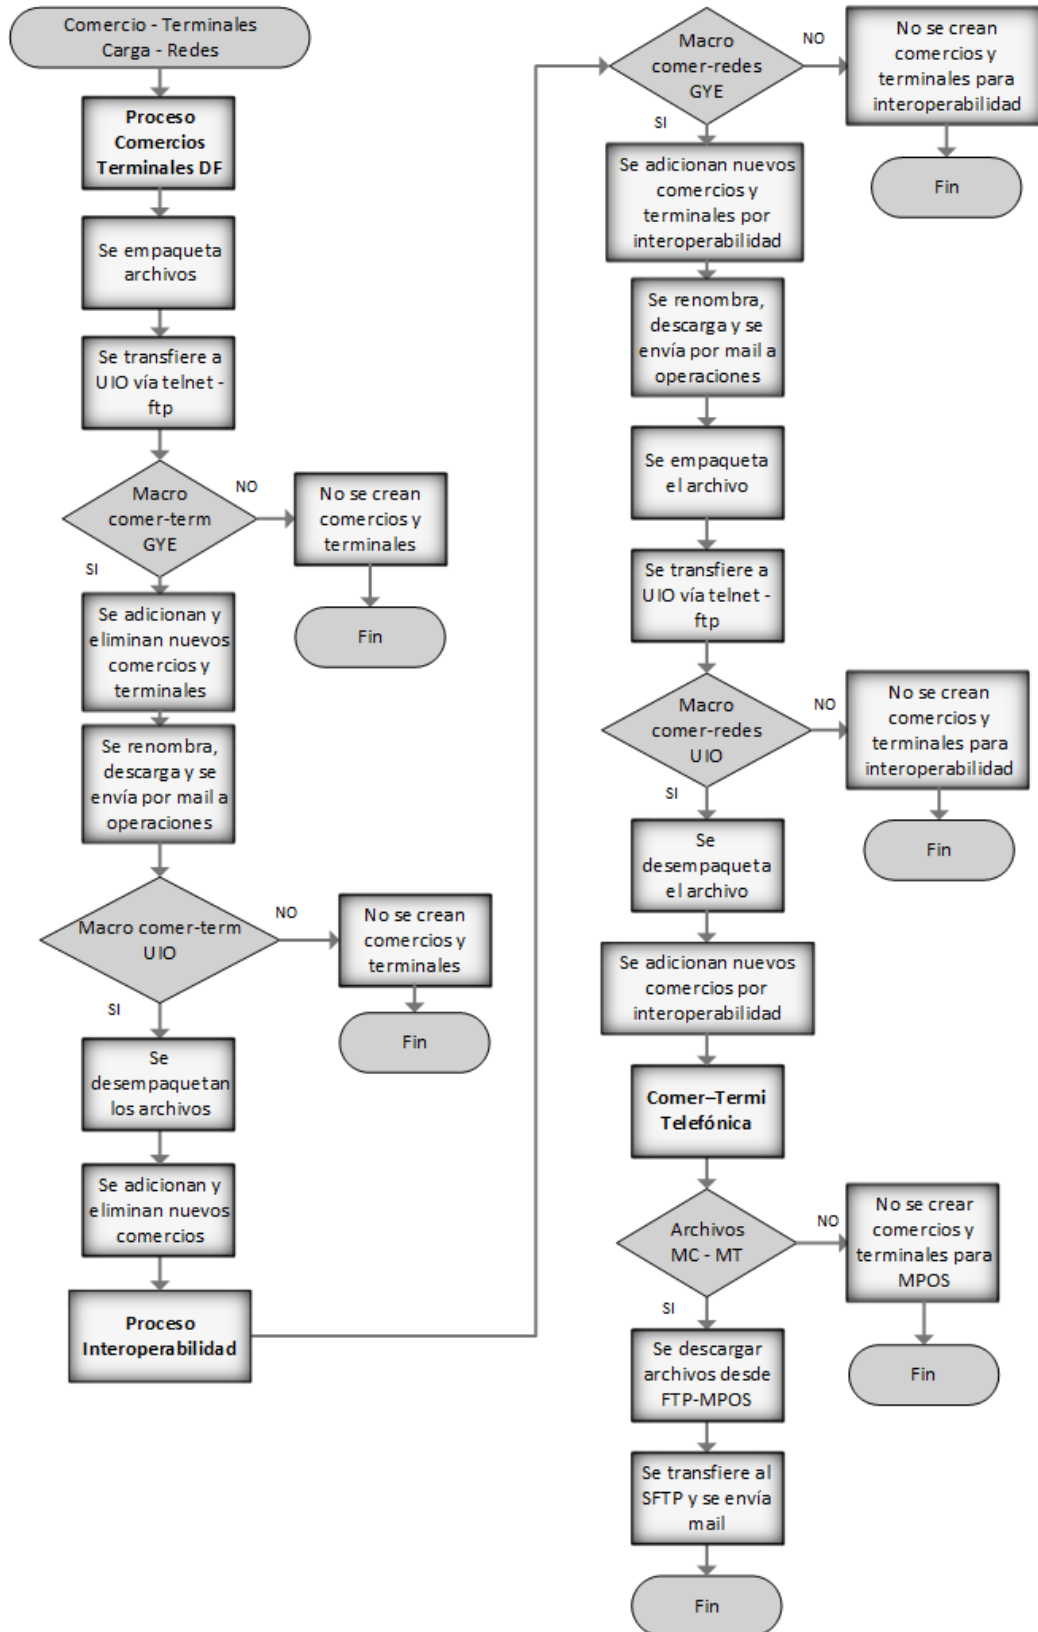 Comercio - Terminales
Carga - Redes
Proceso
Comercios
Terminales DF
Se empaqueta
archivos
Se transfiere a
UIO vía telnet -
ftp
Macro
comer-term
GYE
NO
No se crean
comercios y
terminales
Fin
SI
Se adicionan y
eliminan nuevos
comercios y
terminales
Se renombra,
descarga y se
envía por mail a
operaciones
Macro comer-term
UIO
NO
No se crean
comercios y
terminales
Fin
SI
Se
desempaquetan
los archivos
Se adicionan y
eliminan nuevos
comercios
Proceso
Interoperabilidad
Macro
comer-redes
GYE
NO
No se crean
comercios y
terminales para
interoperabilidad
Fin
SI
Se adicionan nuevos
comercios y
terminales por
interoperabilidad
Se renombra,
descarga y se
envía por mail a
operaciones
Se empaqueta
el archivo
Se transfiere a
UIO vía telnet -
ftp
Macro
comer-redes
UIO
NO
No se crean
comercios y
terminales para
interoperabilidad
Fin
SI
Se
desempaqueta
el archivo
Se adicionan nuevos
comercios por
interoperabilidad
Comer–Termi
Telefónica
Archivos
MC - MT
NO
No se crear
comercios y
terminales para
MPOS
Fin
SI
Se descargar
archivos desde
FTP-MPOS
Se transfiere al
SFTP y se envía
mail
Fin